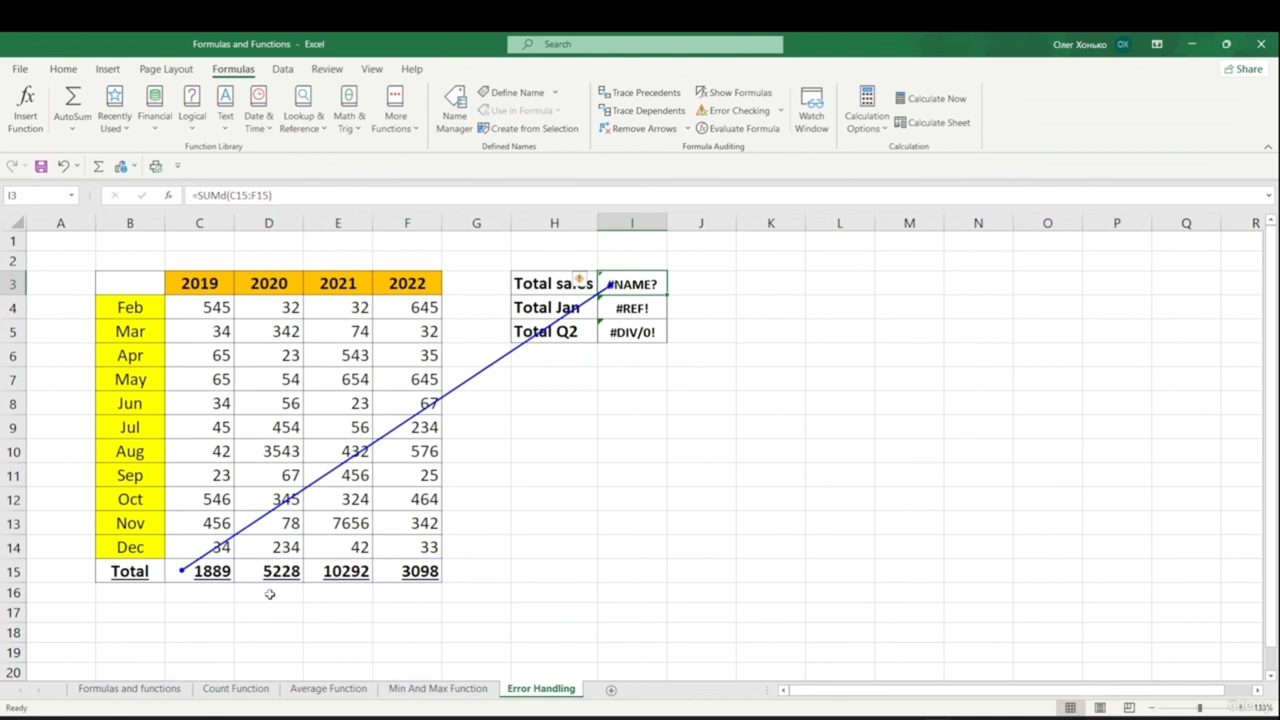 Formulas and Functions - Excel
Search
Олег Хонько OX
File Home Insert Page Layout Formulas Data Review View Help
Share
Insert Function
AutoSum
Recently Used
Financial
Logical
Text
Date & Time
Lookup & Reference
Math & Trig
More Functions
Function Library
Name Manager
Define Name
Use in Formula
Create from Selection
Defined Names
Trace Precedents
Trace Dependents
Remove Arrows
Show Formulas
Error Checking
Evaluate Formula
Formula Auditing
Watch Window
Calculation Options
Calculate Now
Calculate Sheet
Calculation
I3
fx =SUMd(C15:F15)
A B C D E F G H I J K L M N O P Q R
1
2
3 2019 2020 2021 2022 Total sales #NAME?
4 Feb 545 32 32 645 Total Jan #REF!
5 Mar 34 342 74 32 Total Q2 #DIV/0!
6 Apr 65 23 543 35
7 May 65 54 654 645
8 Jun 34 56 23 67
9 Jul 45 454 56 234
10 Aug 42 3543 432 576
11 Sep 23 67 456 25
12 Oct 546 345 324 464
13 Nov 456 78 7656 342
14 Dec 34 234 42 33
15 Total 1889 5228 10292 3098
16
17
18
19
20
Formulas and functions Count Function Average Function Min And Max Function Error Handling
Ready